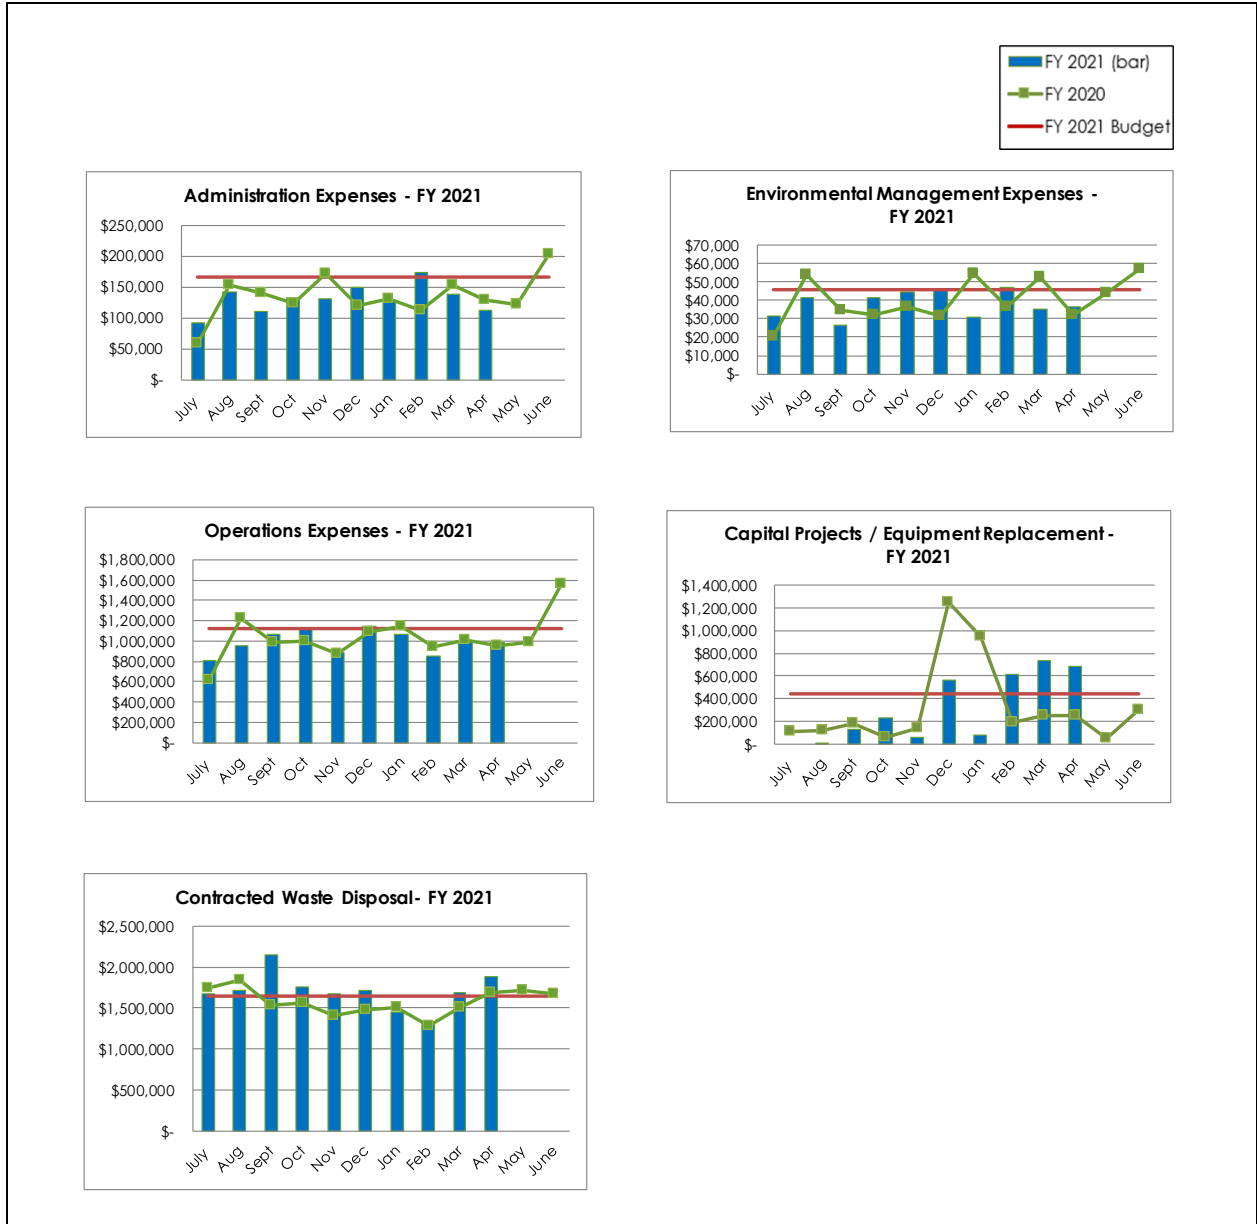 FY 2021 (bar)
FY 2020
FY 2021 Budget
Administration Expenses - FY 2021
$250,000
$200,000
$150,000
$100,000
$50,000
$-
July Aug Sept Oct Nov Dec Jan Feb Mar Apr May June
Environmental Management Expenses -
FY 2021
$70,000
$60,000
$50,000
$40,000
$30,000
$20,000
$10,000
$-
July Aug Sept Oct Nov Dec Jan Feb Mar Apr May June
Operations Expenses - FY 2021
$1,800,000
$1,600,000
$1,400,000
$1,200,000
$1,000,000
$800,000
$600,000
$400,000
$200,000
$-
July Aug Sept Oct Nov Dec Jan Feb Mar Apr May June
Capital Projects / Equipment Replacement -
FY 2021
$1,400,000
$1,200,000
$1,000,000
$800,000
$600,000
$400,000
$200,000
$-
July Aug Sept Oct Nov Dec Jan Feb Mar Apr May June
Contracted Waste Disposal- FY 2021
$2,500,000
$2,000,000
$1,500,000
$1,000,000
$500,000
$-
July Aug Sept Oct Nov Dec Jan Feb Mar Apr May June